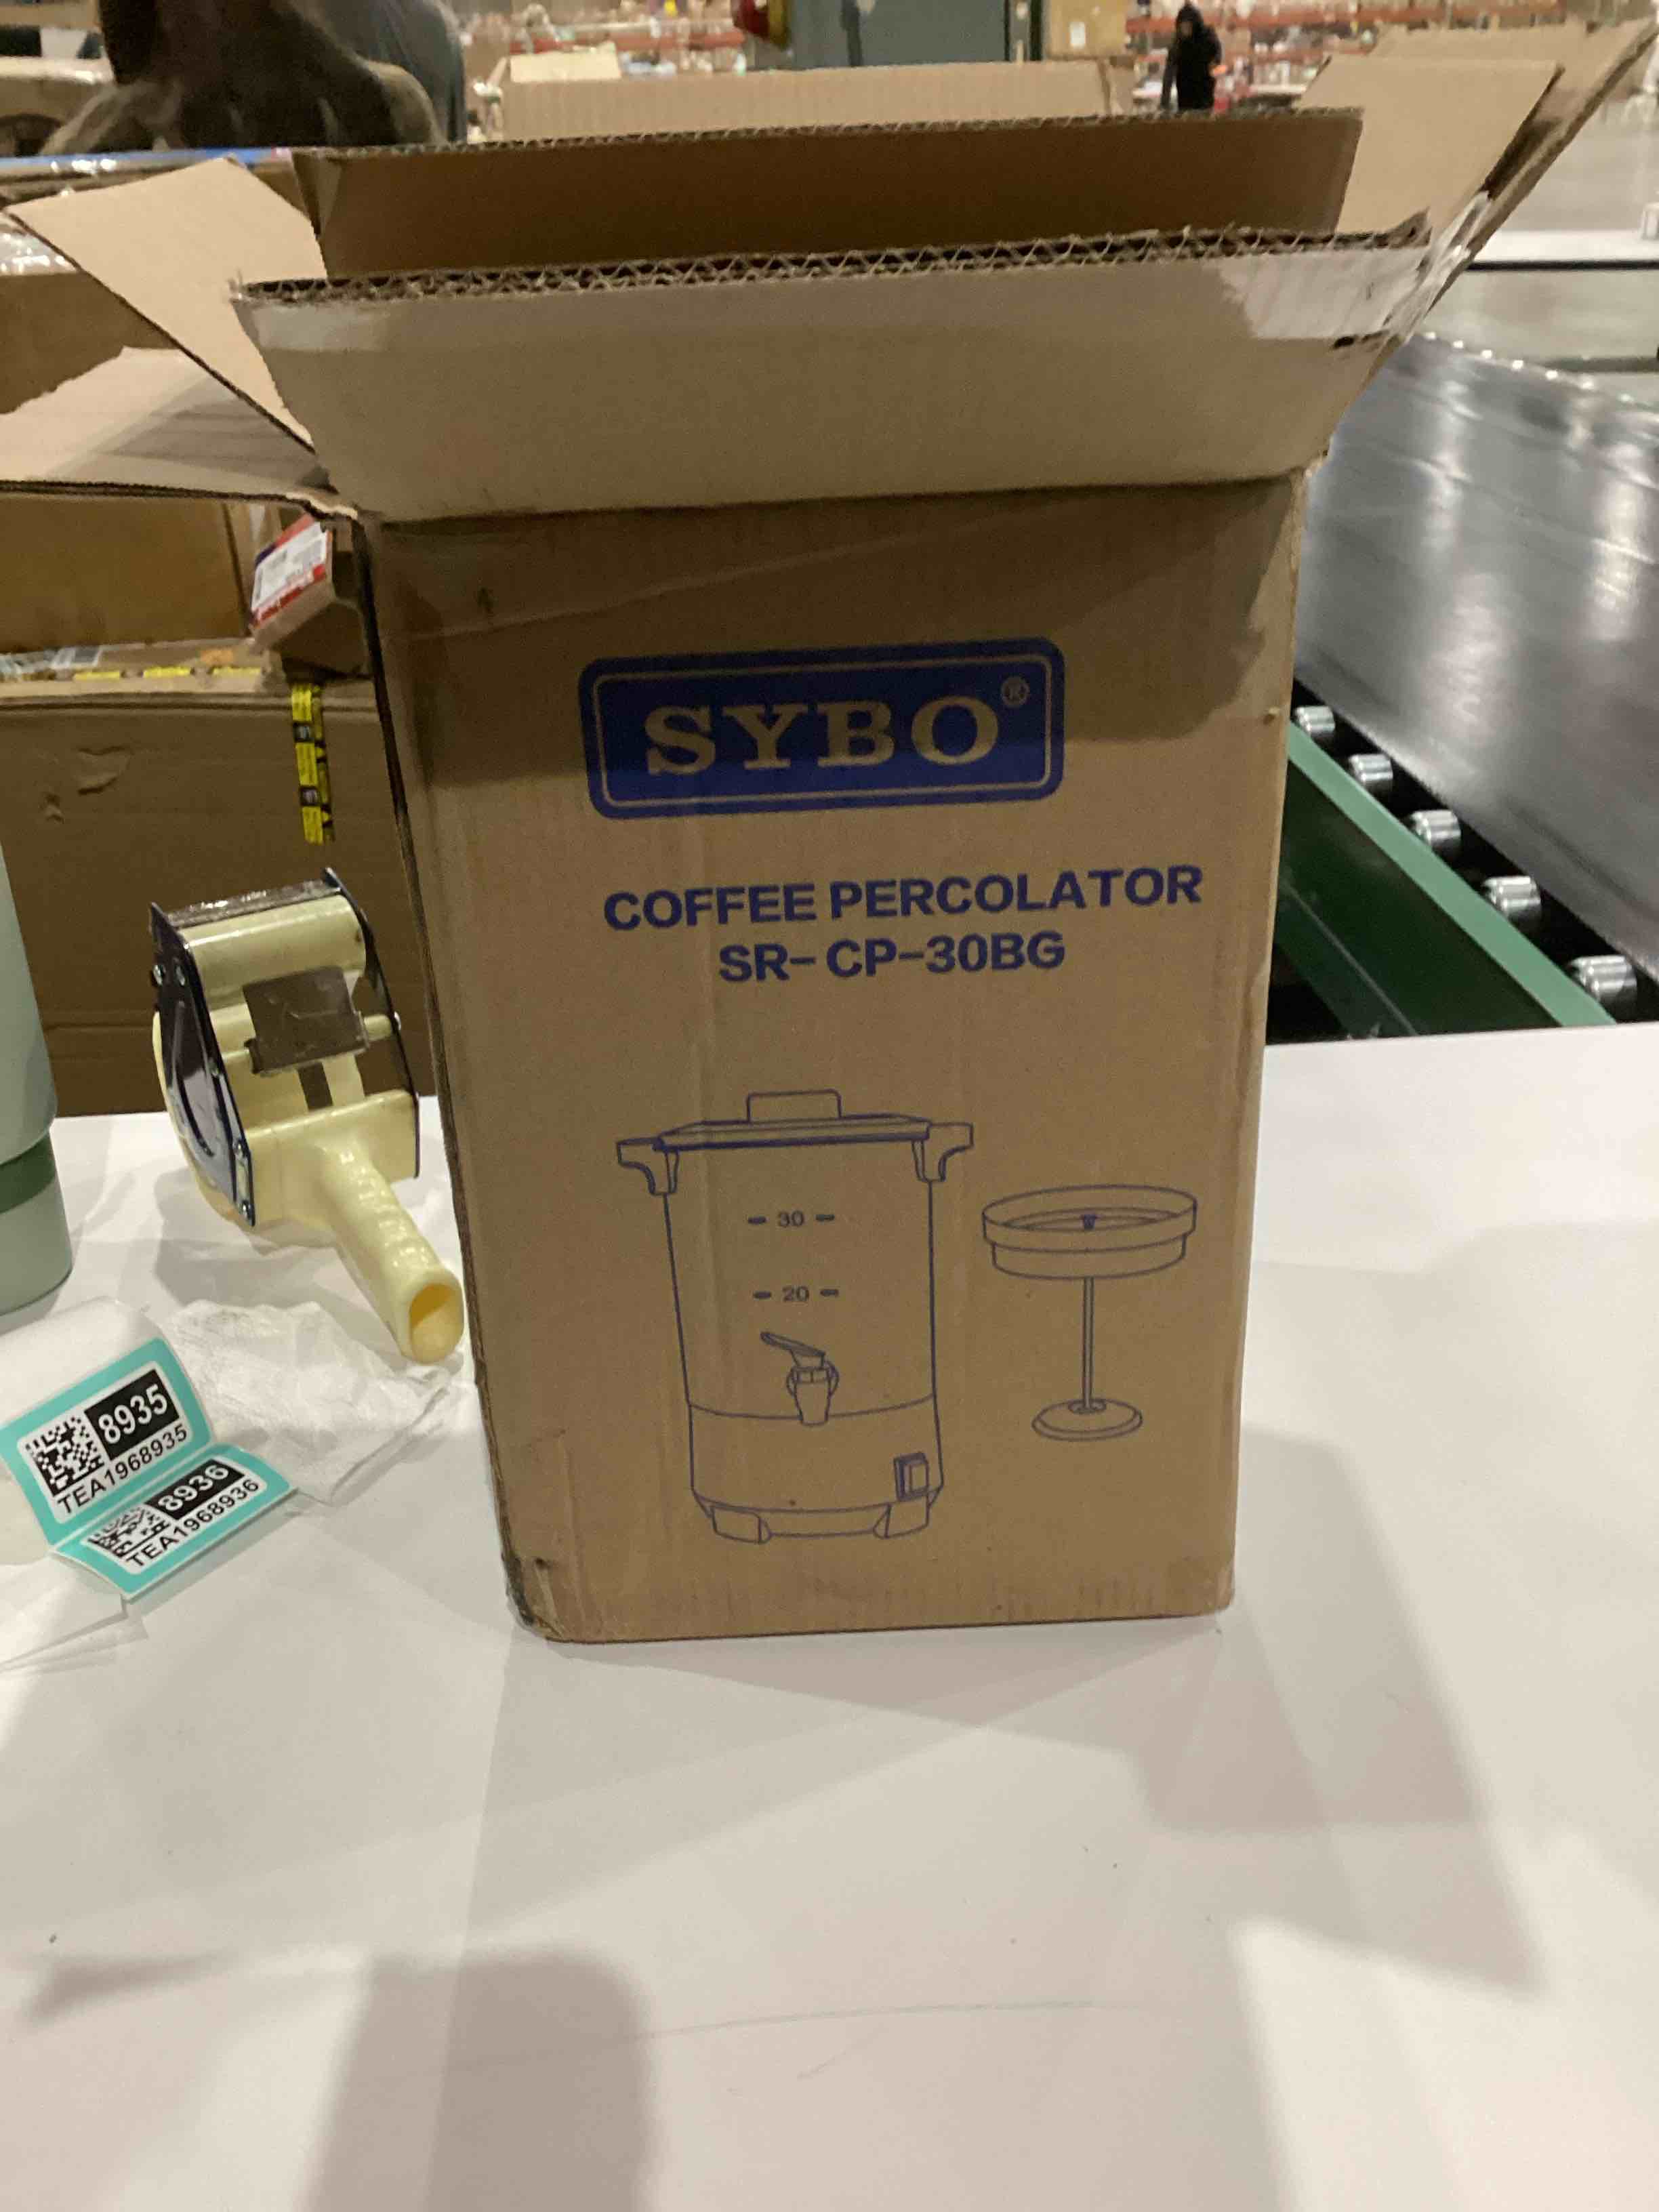 SYBO®
COFFEE PERCOLATOR
SR-CP-30BG
- 30 -
- 20 -
8935
TEA1968935
8936
TEA1968936